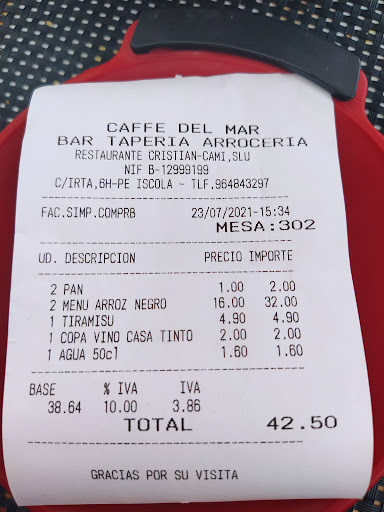 CAFFE DEL MAR
BAR TAPERIA ARROCERIA
RESTAURANTE CRISTIAN-CAMI,SLU
NIF B-12999199
C/IRTA,6H-PE ISCOLA - TLF.964843297
FAC.SIMP.COMPRB 23/07/2021-15:34
MESA:302
UD. DESCRIPCION PRECIO IMPORTE
2 PAN 1.00 2.00
2 MENU ARROZ NEGRO 16.00 32.00
1 TIRAMISU 4.90 4.90
1 COPA VINO CASA TINTO 2.00 2.00
1 AGUA 50cl 1.60 1.60
BASE % IVA IVA
38.64 10.00 3.86
TOTAL 42.50
GRACIAS POR SU VISITA